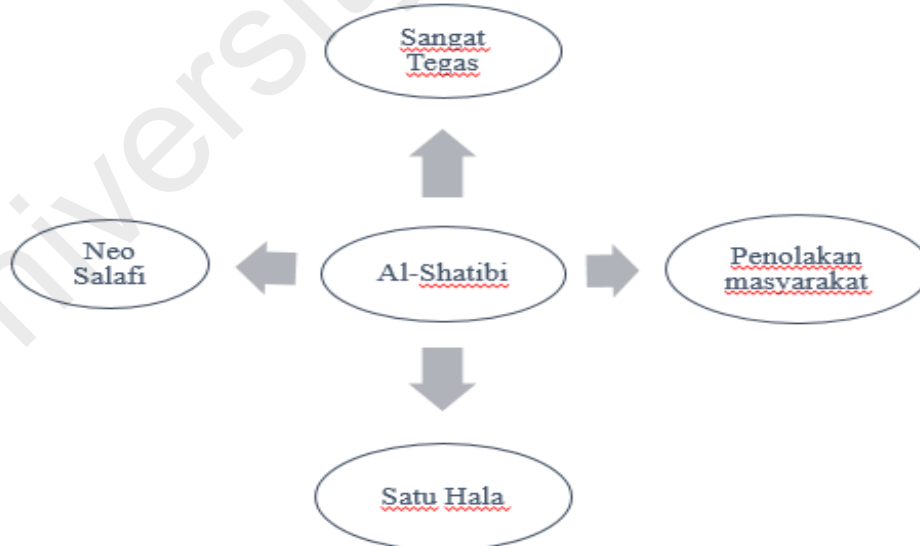 Sangat
Tegas
Neo
Salafi
Al-Shatibi
Penolakan
masyarakat
Satu Hala